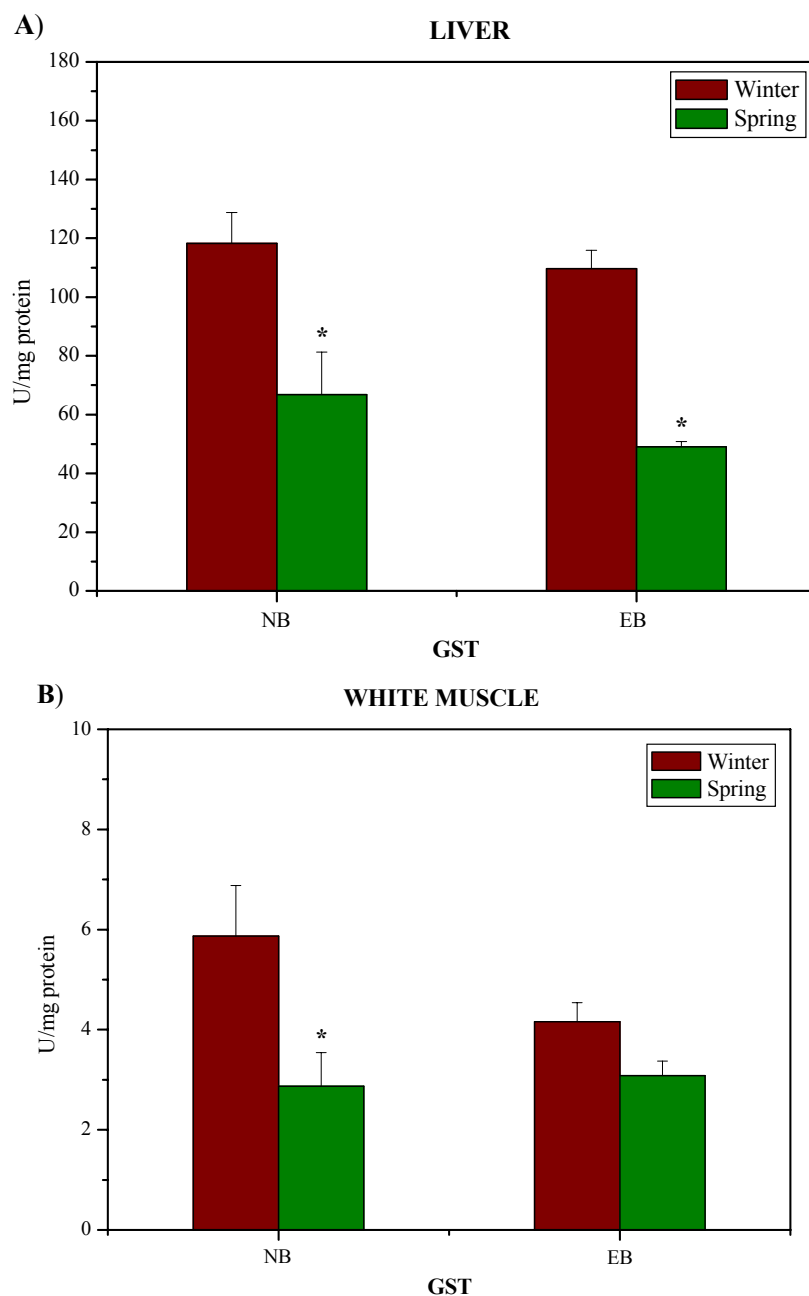 A)
LIVER
180
160
140
120
100
80
60
40
20
0
U/mg protein
Winter
Spring
*
*
NB
EB
GST
B)
WHITE MUSCLE
10
8
6
4
2
0
U/mg protein
Winter
Spring
*
NB
EB
GST